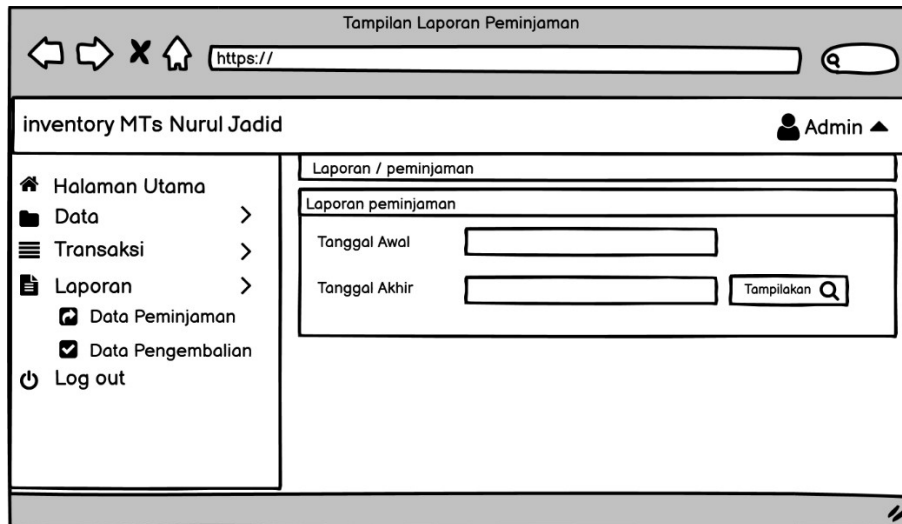 Tampilan Laporan Peminjaman
https://
inventory MTs Nurul Jadid
Admin
Halaman Utama
Data
Transaksi
Laporan
Data Peminjaman
Data Pengembalian
Log out
Laporan / peminjaman
Laporan peminjaman
Tanggal Awal
Tanggal Akhir
Tampilakan